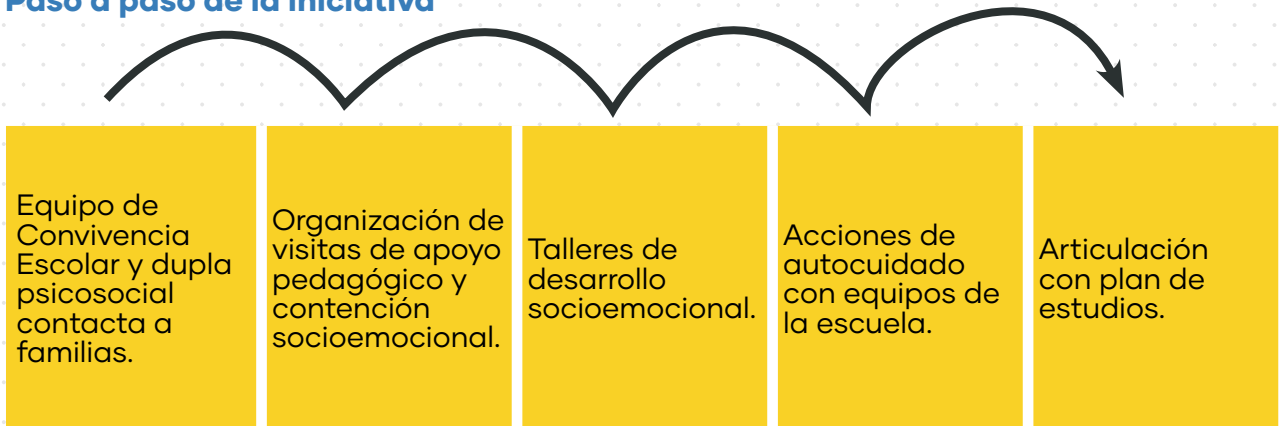 Paso a paso de la iniciativa
Equipo de
Convivencia
Escolar y dupla
psicosocial
contacta a
familias.
Organización de
visitas de apoyo
pedagógico y
contención
socioemocional.
Talleres de
desarrollo
socioemocional.
Acciones de
autocuidado
con equipos de
la escuela.
Articulación
con plan de
estudios.